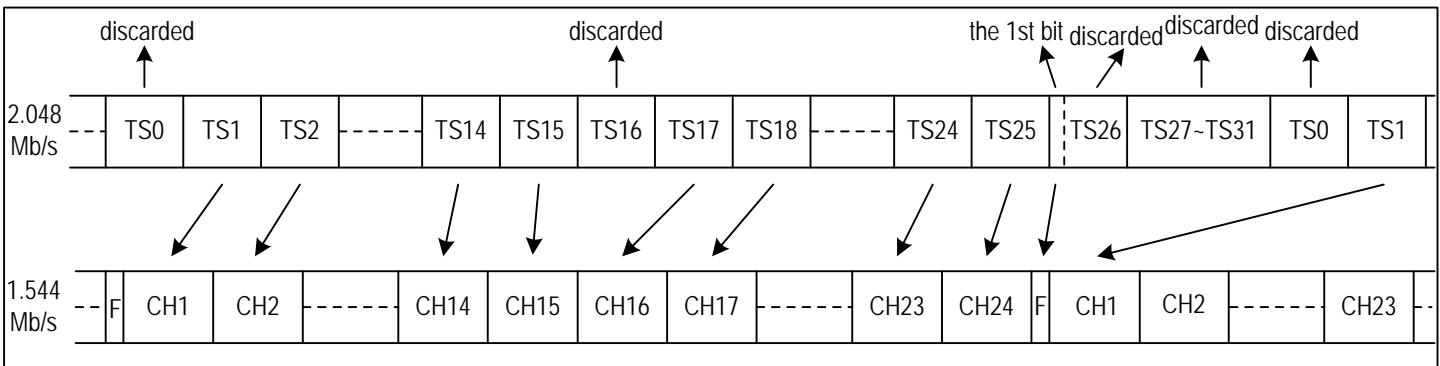 discarded discarded the 1st bit discarded discarded discarded
2.048 Mb/s TS0 TS1 TS2 TS14 TS15 TS16 TS17 TS18 TS24 TS25 TS26 TS27~TS31 TS0 TS1
1.544 Mb/s F CH1 CH2 CH14 CH15 CH16 CH17 CH23 CH24 F CH1 CH2 CH23